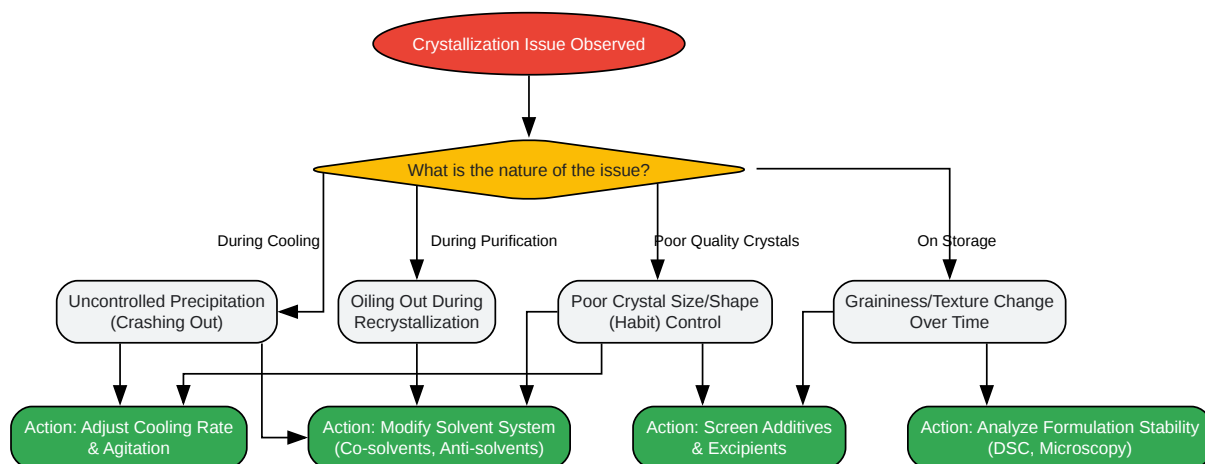 Crystallization Issue Observed
What is the nature of the issue?
During Cooling
During Purification
Poor Quality Crystals
On Storage
Uncontrolled Precipitation
(Crashing Out)
Oiling Out During
Recrystallization
Poor Crystal Size/Shape
(Habit) Control
Graininess/Texture Change
Over Time
Action: Adjust Cooling Rate
& Agitation
Action: Modify Solvent System
(Co-solvents, Anti-solvents)
Action: Screen Additives
& Excipients
Action: Analyze Formulation Stability
(DSC, Microscopy)